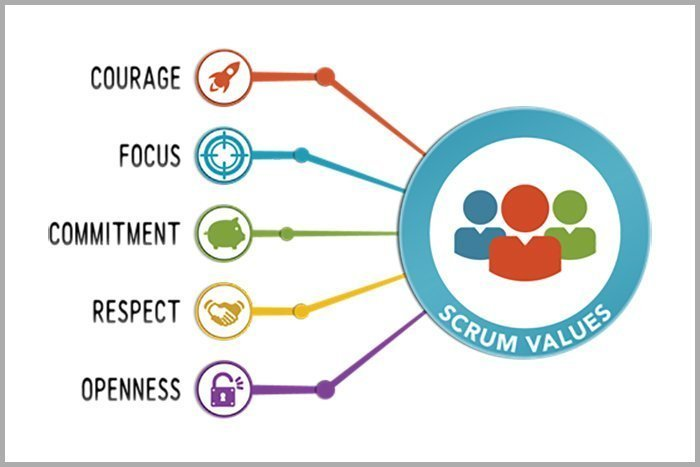 COURAGE
FOCUS
COMMITMENT
RESPECT
OPENNESS
SCRUM VALUES